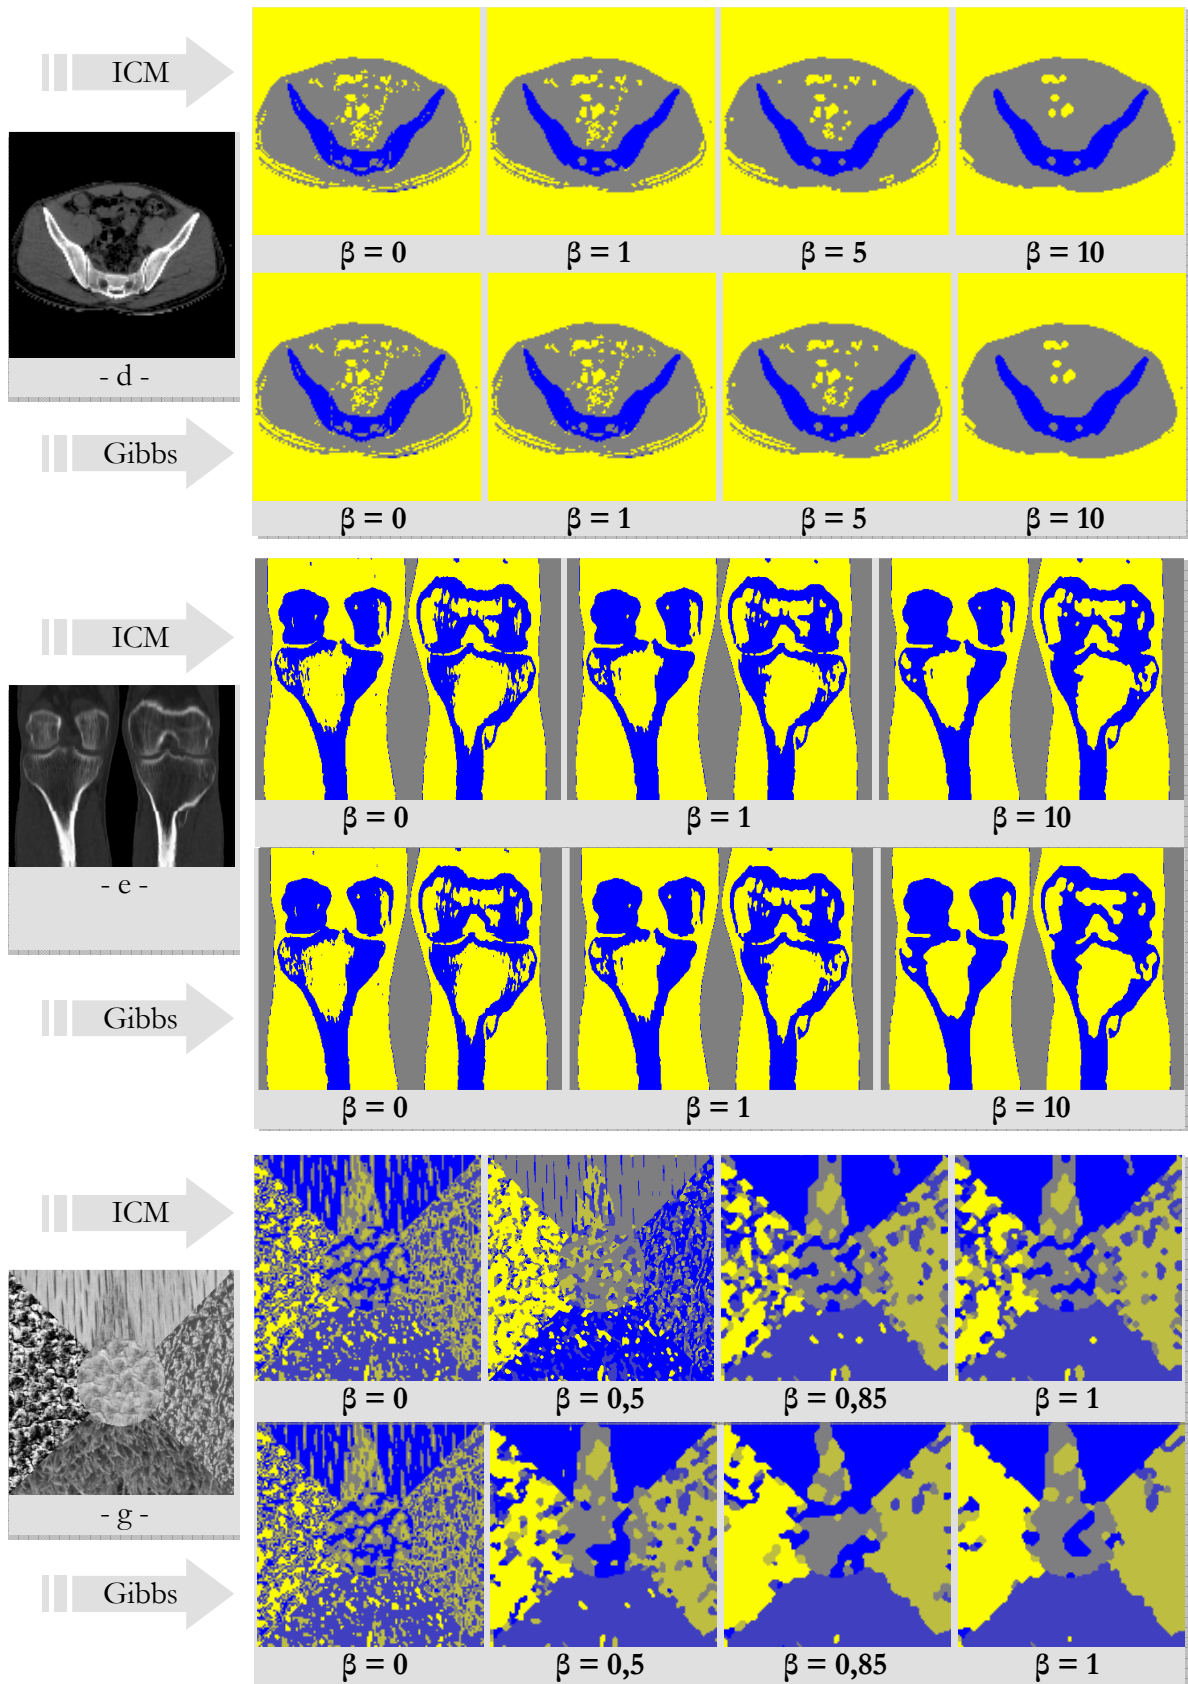 ICM
β = 0 β = 1 β = 5 β = 10
- d -
Gibbs
β = 0 β = 1 β = 5 β = 10
ICM
β = 0 β = 1 β = 10
- e -
Gibbs
β = 0 β = 1 β = 10
ICM
β = 0 β = 0,5 β = 0,85 β = 1
- g -
Gibbs
β = 0 β = 0,5 β = 0,85 β = 1